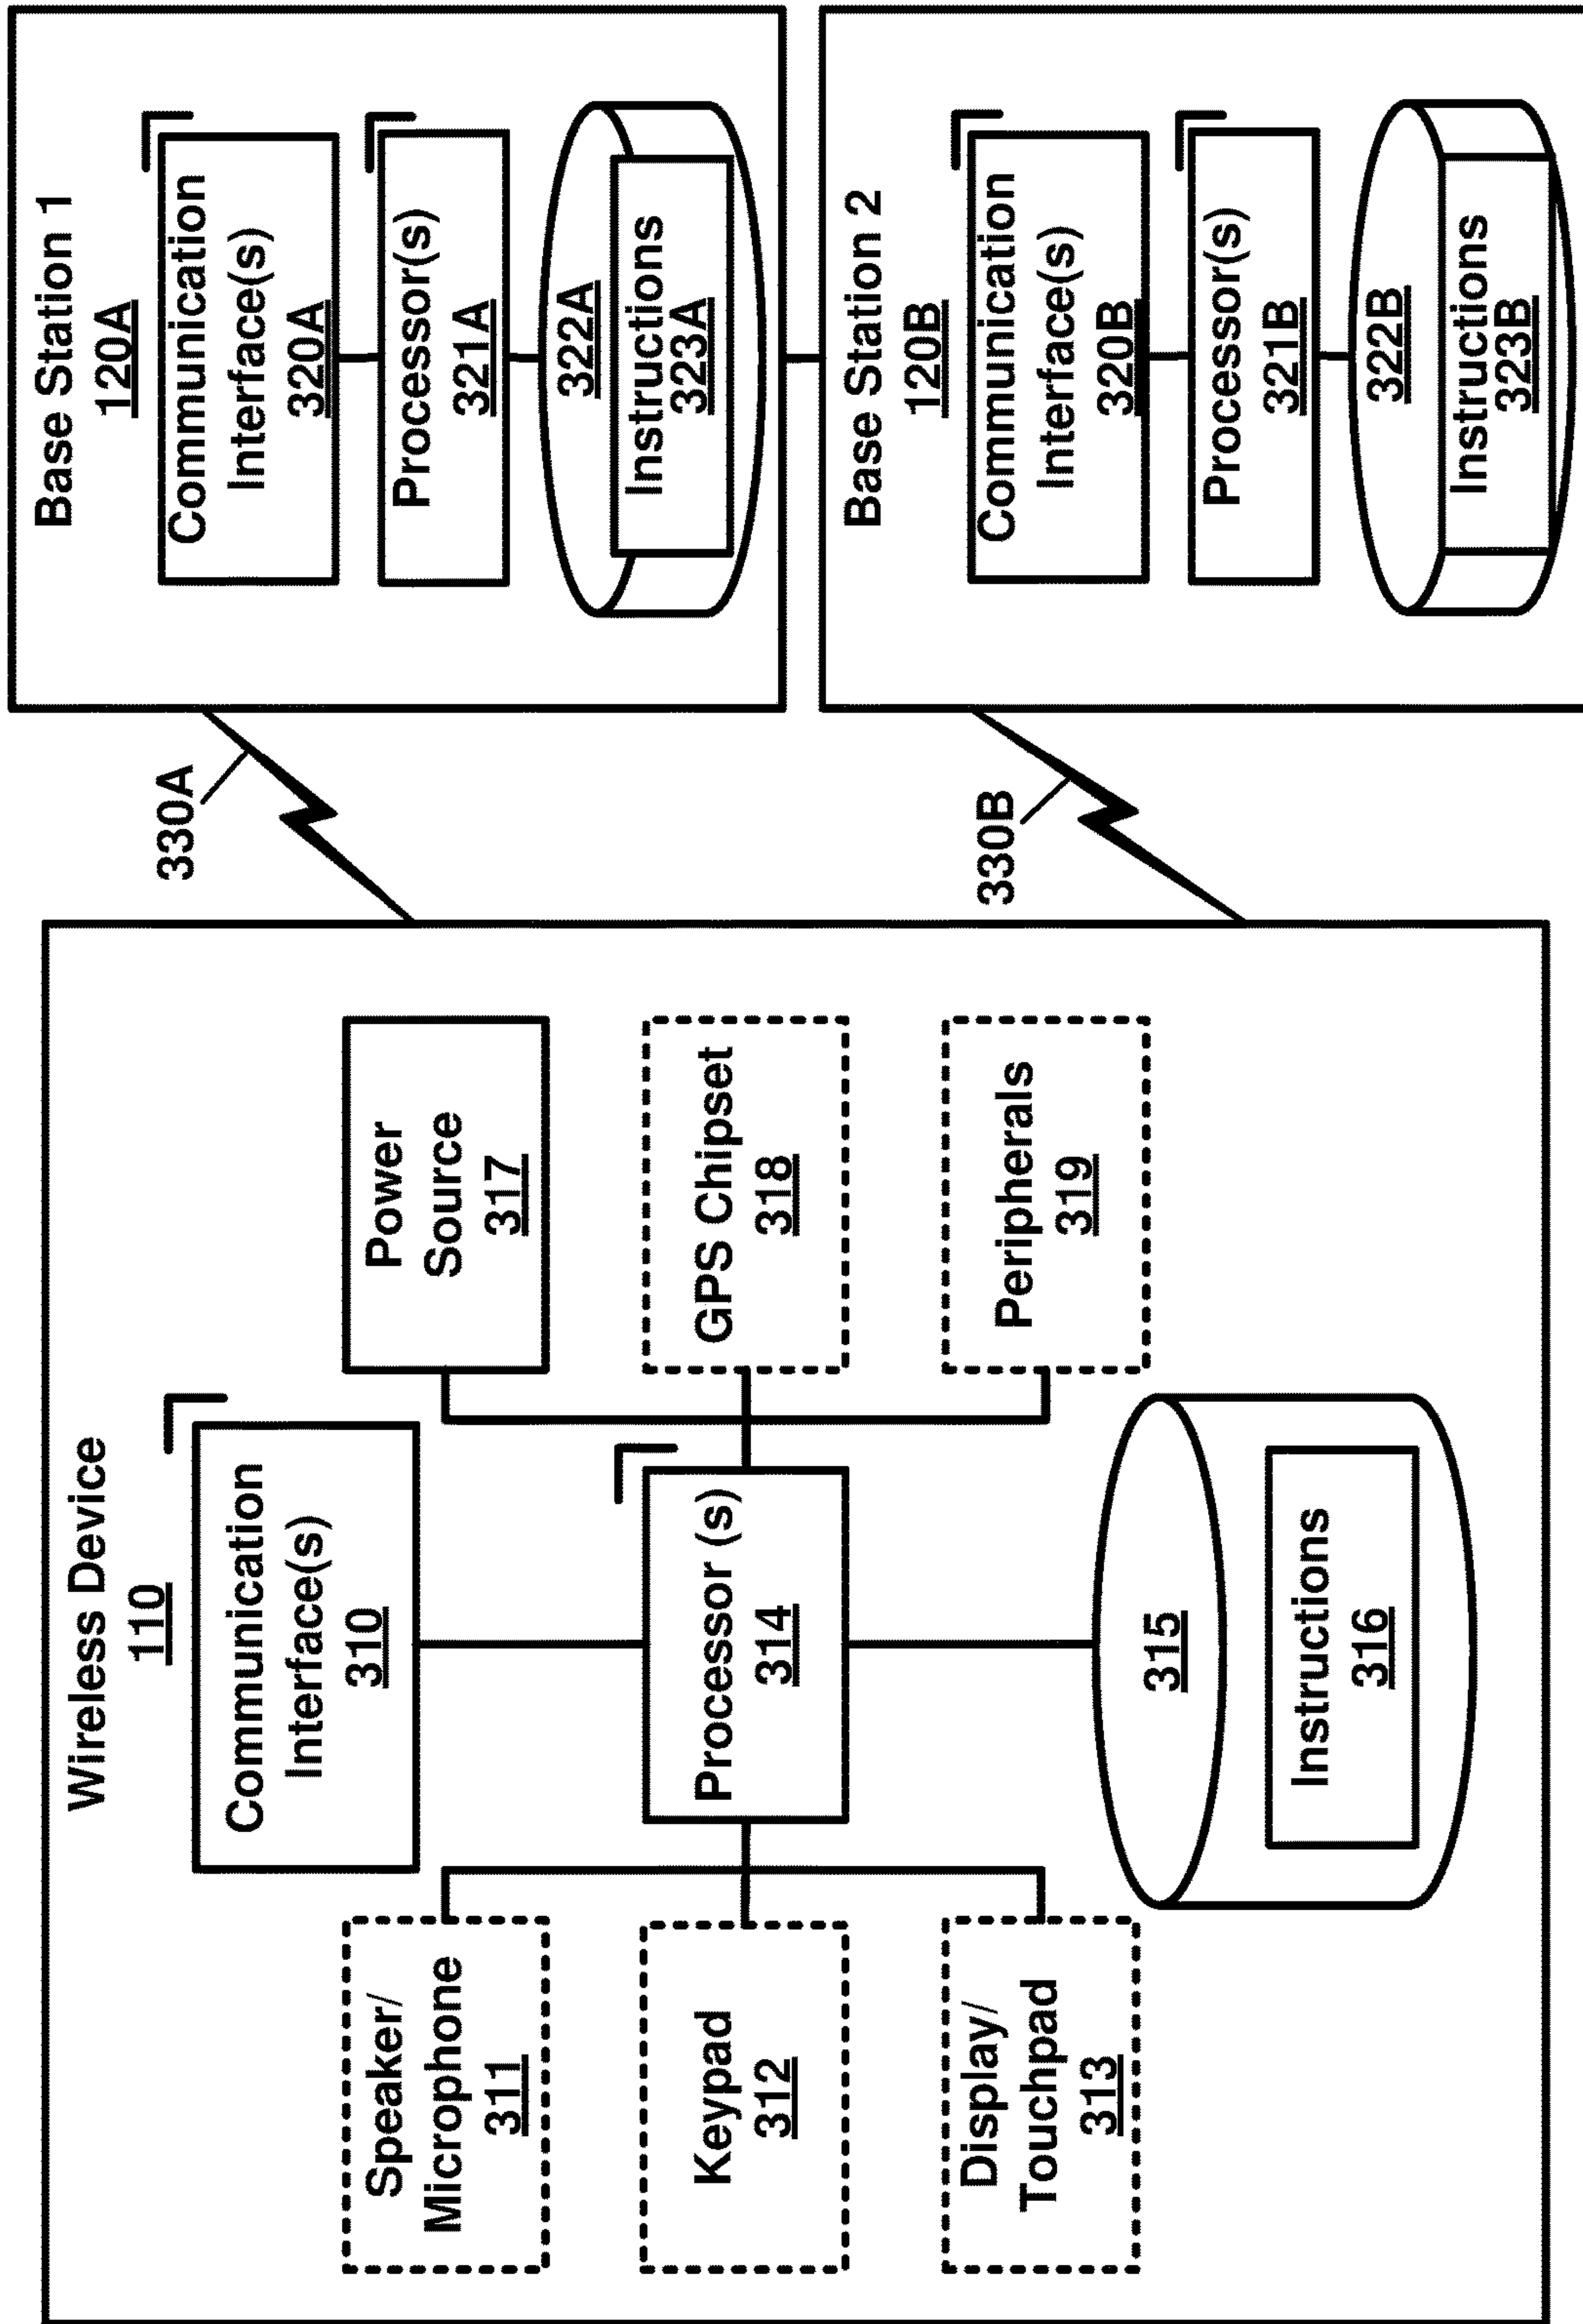 Wireless Device
110
Communication
Interface(s)
310
Speaker/
Microphone
311
Keypad
312
Display/
Touchpad
313
Processor (s)
314
Power
Source
317
GPS Chipset
318
Peripherals
319
315
Instructions
316
330A
330B
Base Station 1
120A
Communication
Interface(s)
320A
Processor(s)
321A
322A
Instructions
323A
Base Station 2
120B
Communication
Interface(s)
320B
Processor(s)
321B
322B
Instructions
323B